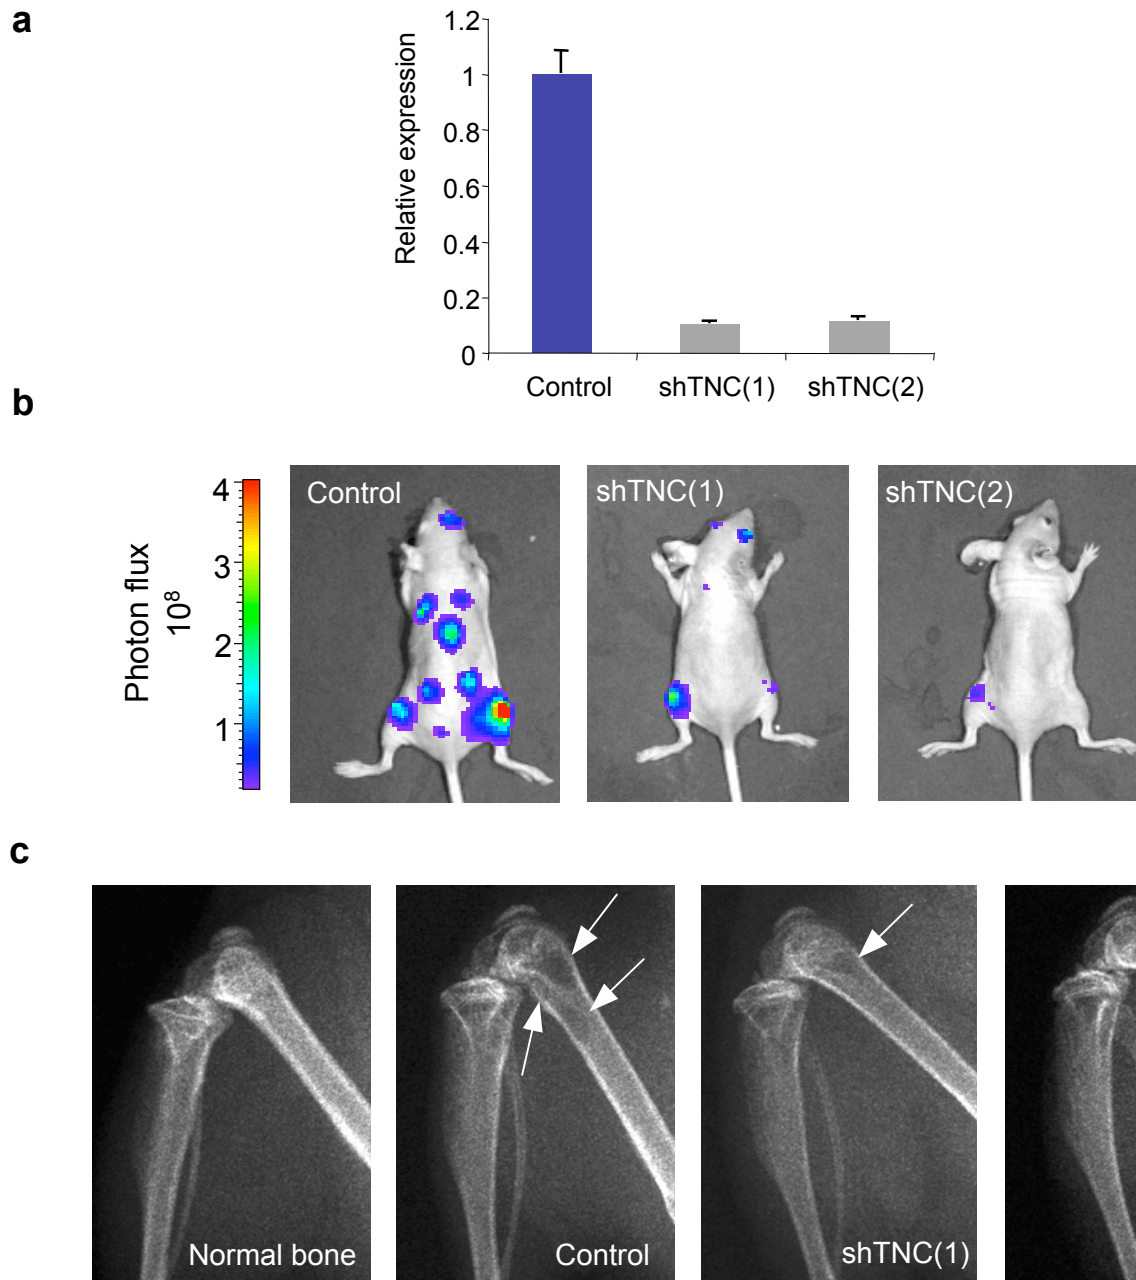 a
1.2
1
0.8
0.6
0.4
0.2
0
Relative expression
Control
shTNC(1)
shTNC(2)
b
Photon flux
10⁸
4
3
2
1
Control
shTNC(1)
shTNC(2)
c
Normal bone
Control
shTNC(1)